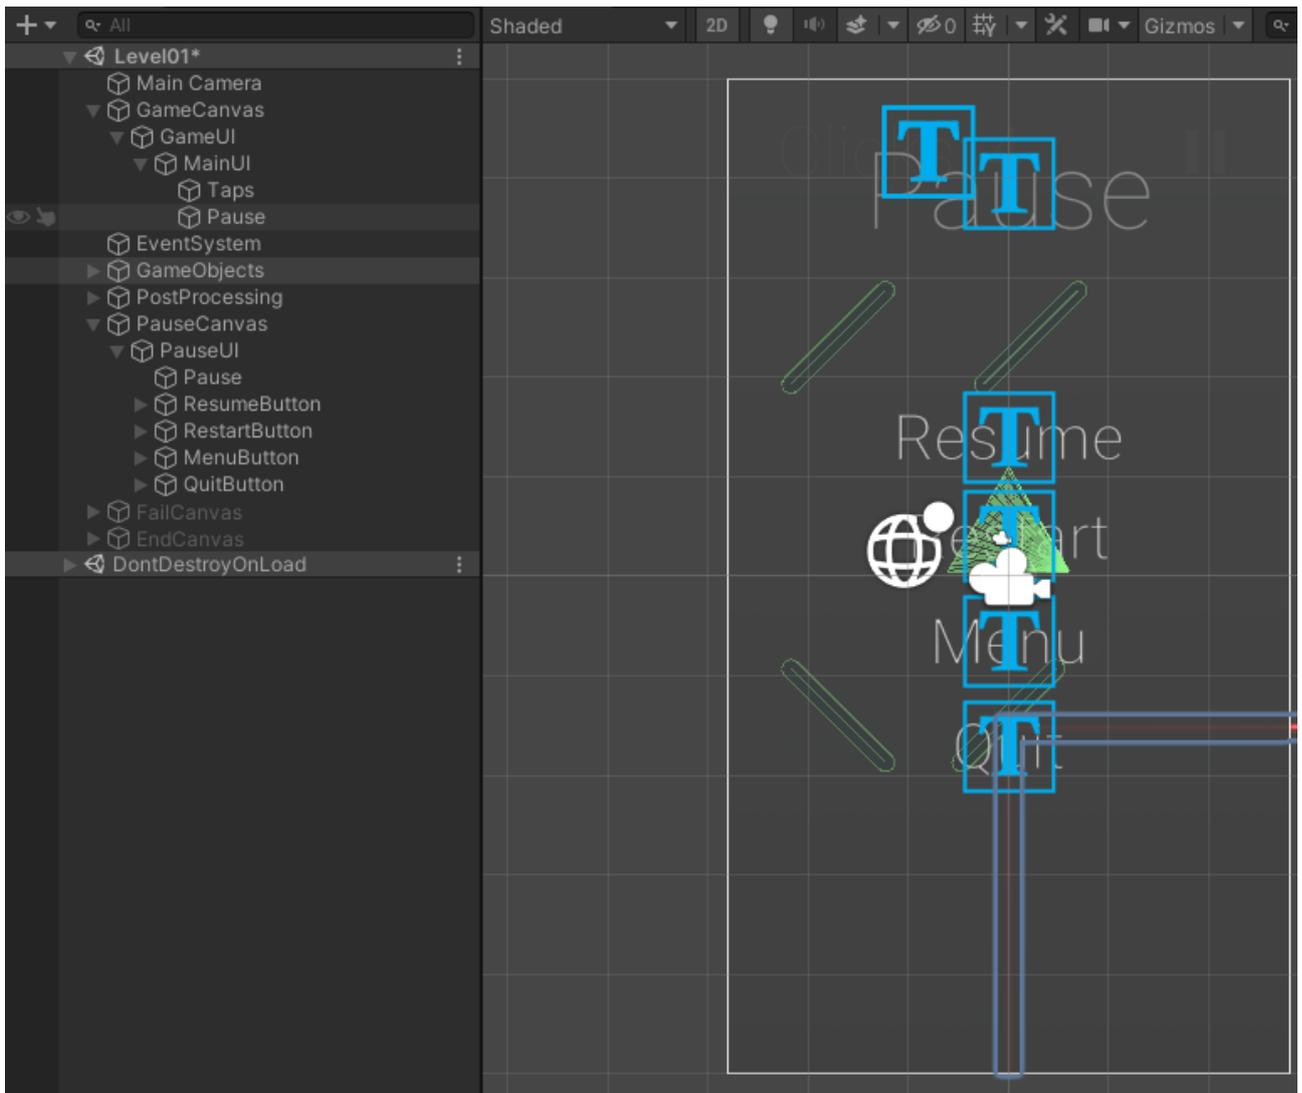 All
Shaded
2D
0
Gizmos
Level01*
Main Camera
GameCanvas
GameUI
MainUI
Taps
Pause
EventSystem
GameObjects
PostProcessing
PauseCanvas
PauseUI
Pause
ResumeButton
RestartButton
MenuButton
QuitButton
FailCanvas
EndCanvas
DontDestroyOnLoad
T
T
Pause
T
Resume
T
Restart
T
Menu
T
Quit